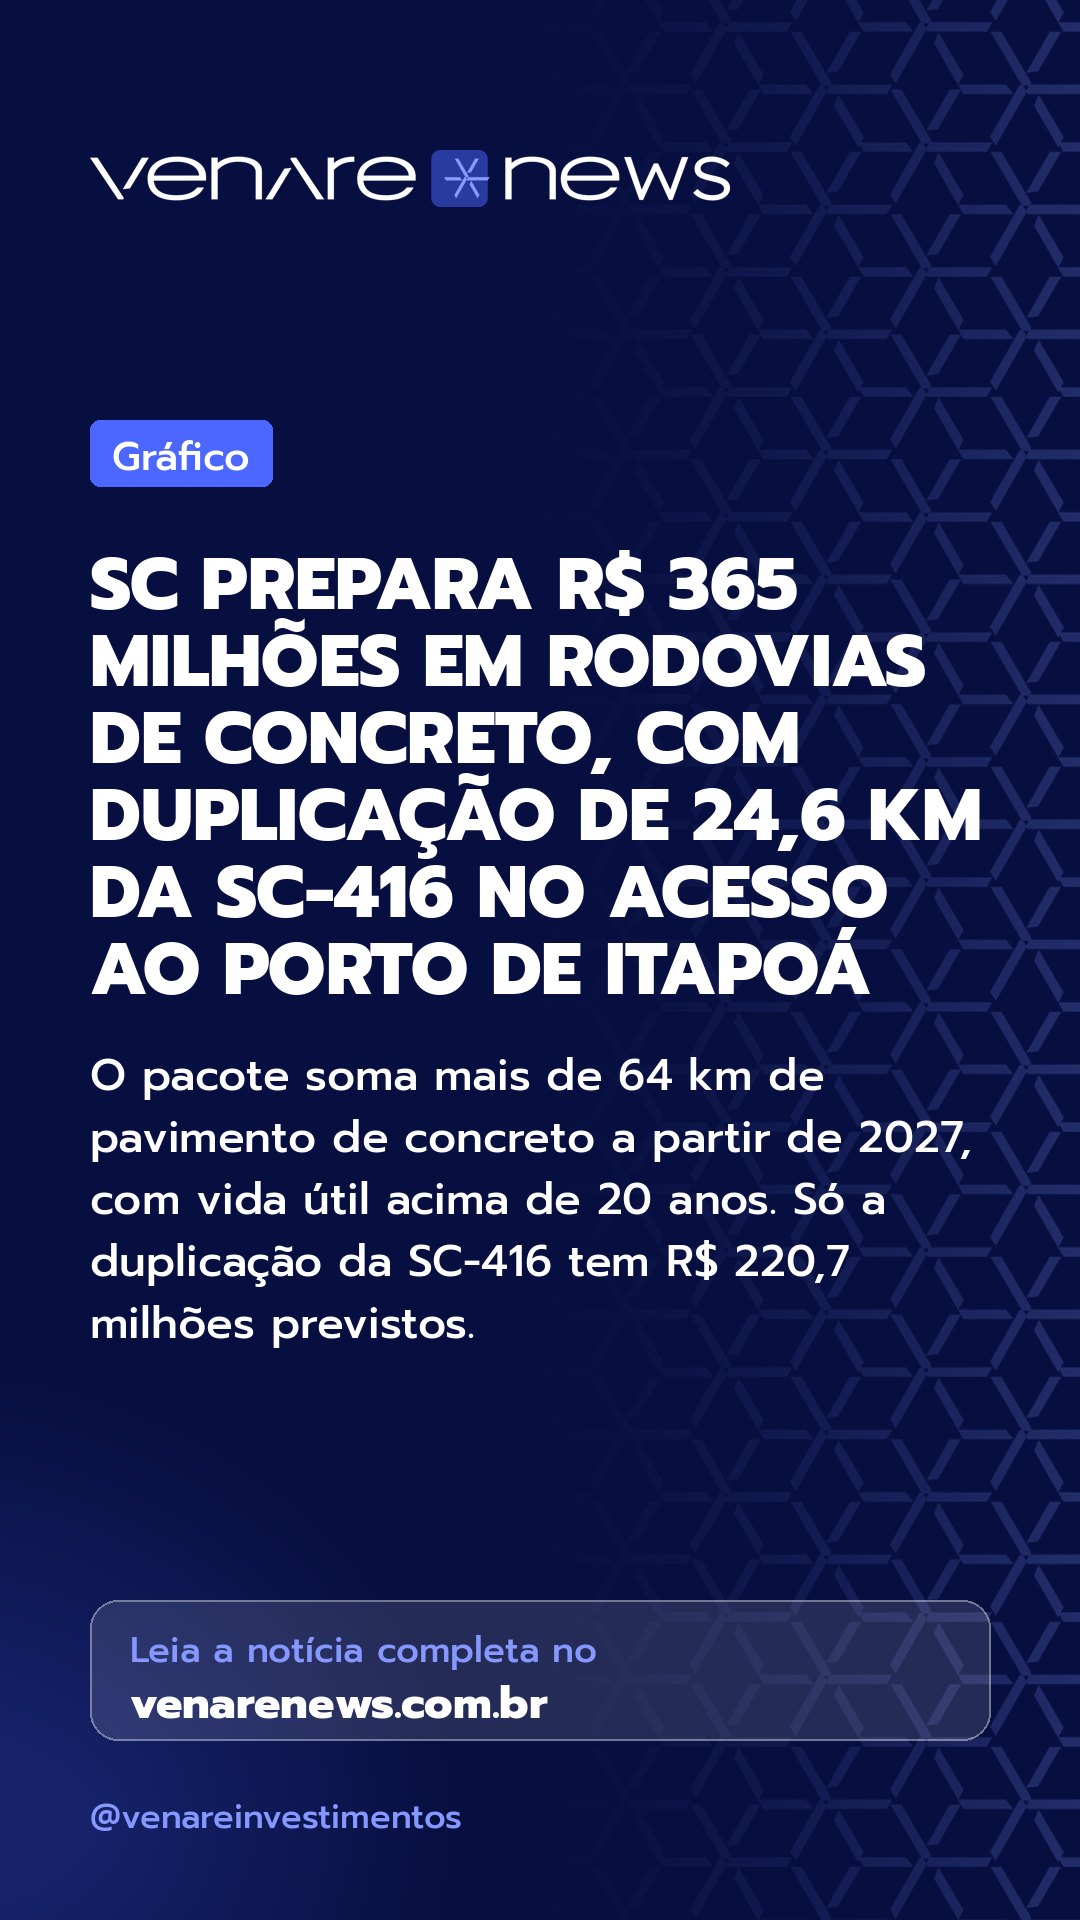 venare news
Gráfico
SC PREPARA R$ 365
MILHÕES EM RODOVIAS
DE CONCRETO, COM
DUPLICAÇÃO DE 24,6 KM
DA SC-416 NO ACESSO
AO PORTO DE ITAPOÁ
O pacote soma mais de 64 km de
pavimento de concreto a partir de 2027,
com vida útil acima de 20 anos. Só a
duplicação da SC-416 tem R$ 220,7
milhões previstos.
Leia a notícia completa no
venarenews.com.br
@venareinvestimentos